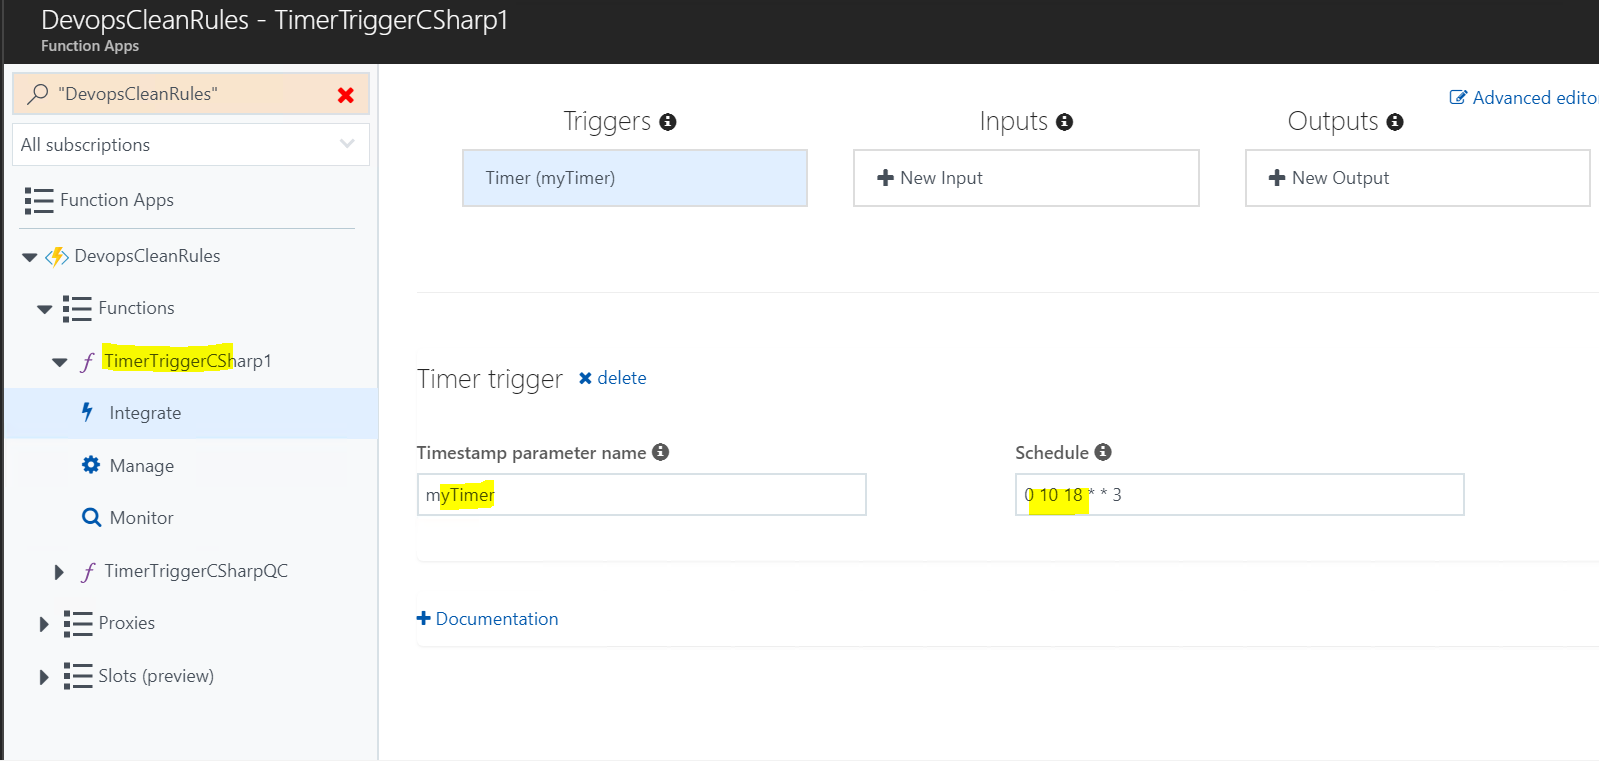 DevopsCleanRules - TimerTriggerCSharp1
Function Apps
"DevopsCleanRules"
All subscriptions
Function Apps
DevopsCleanRules
Functions
TimerTriggerCSharp1
Integrate
Manage
Monitor
TimerTriggerCSharpQC
Proxies
Slots (preview)
Advanced edito
Triggers
Inputs
Outputs
Timer (myTimer)
New Input
New Output
Timer trigger
delete
Timestamp parameter name
Schedule
myTimer
0 10 18 * * 3
Documentation